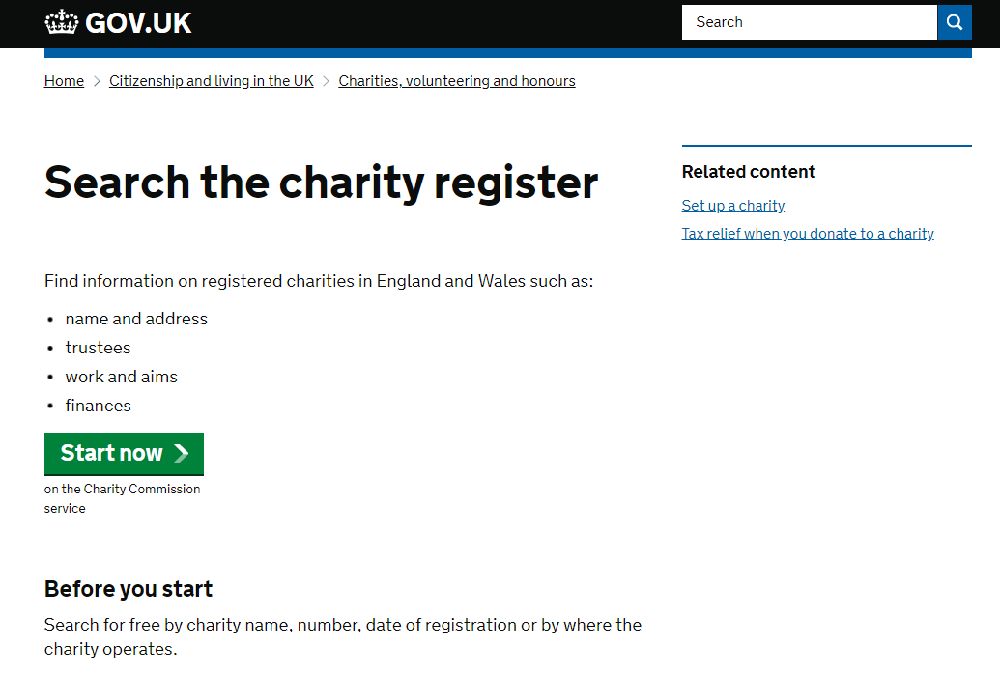 GOV.UK
Search
Home > Citizenship and living in the UK > Charities, volunteering and honours
Search the charity register
Find information on registered charities in England and Wales such as:
• name and address
• trustees
• work and aims
• finances
Start now
on the Charity Commission
service
Before you start
Search for free by charity name, number, date of registration or by where the
charity operates.
Related content
Set up a charity
Tax relief when you donate to a charity